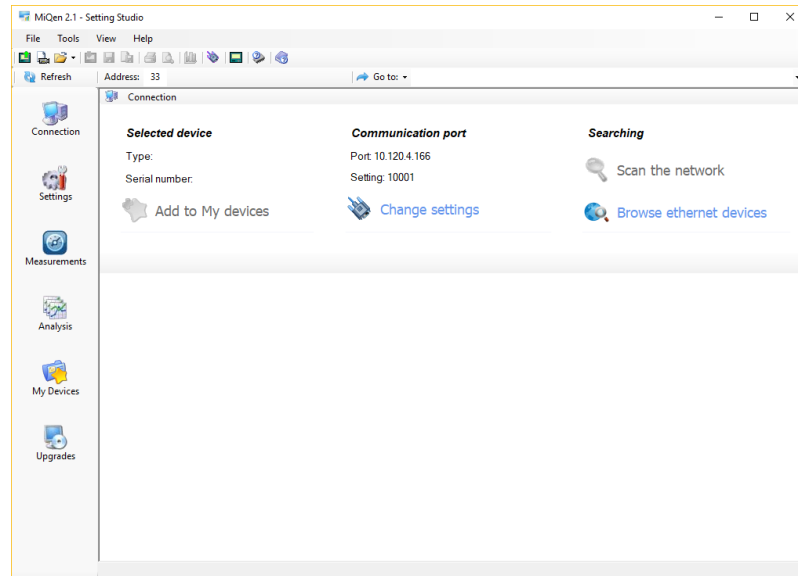 MiQen 2.1 - Setting Studio
File Tools View Help
Refresh Address: 33 Go to:
Connection
Connection
Settings
Measurements
Analysis
My Devices
Upgrades
Selected device
Type:
Serial number:
Add to My devices
Communication port
Port: 10.120.4.166
Setting: 10001
Change settings
Searching
Scan the network
Browse ethernet devices